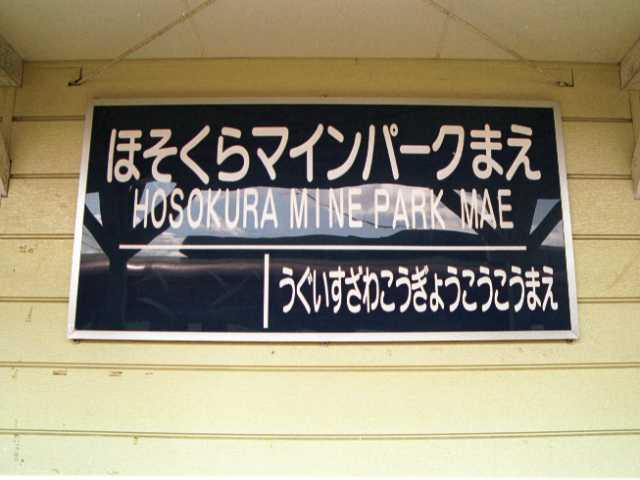 ほそくらマインパークまえ
HOSOKURA MINE PARK MAE
うぐいすざわこうぎょうこうこうまえ